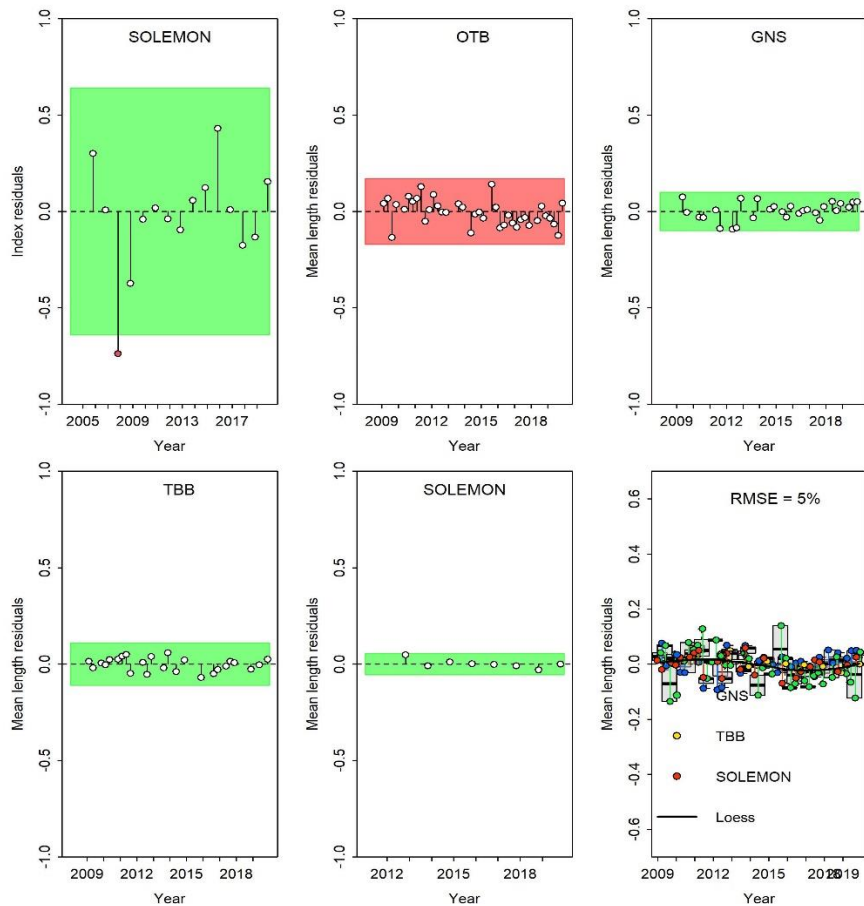 SOLEMON
Index residuals
1.0
0.5
0.0
-0.5
-1.0
2005 2009 2013 2017
Year
OTB
Mean length residuals
1.0
0.5
0.0
-0.5
-1.0
2009 2012 2015 2018
Year
GNS
Mean length residuals
1.0
0.5
0.0
-0.5
-1.0
2009 2012 2015 2018
Year
TBB
Mean length residuals
1.0
0.5
0.0
-0.5
-1.0
2009 2012 2015 2018
Year
SOLEMON
Mean length residuals
1.0
0.5
0.0
-0.5
-1.0
2012 2015 2018
Year
RMSE = 5%
Mean length residuals
0.6
0.4
0.2
0.0
-0.2
-0.4
-0.6
GNS
TBB
SOLEMON
Loess
2009 2012 2015 2018 2019
Year